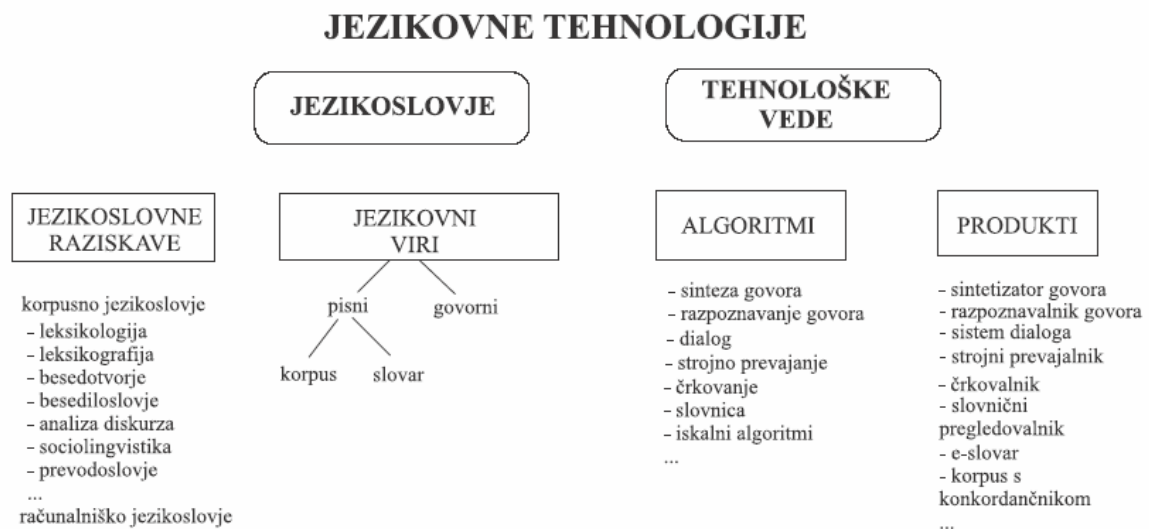 JEZIKOVNE TEHNOLOGIJE
JEZIKOSLOVJE
TEHNOLOŠKE
VEDE
JEZIKOSLOVNE
RAZISKAVE
korpusno jezikoslovje
- leksikologija
- leksikografija
- besedotvorje
- besediloslovje
- analiza diskurza
- sociolingvistika
- prevodoslovje
...
računalniško jezikoslovje
JEZIKOVNI
VIRI
pisni
govorni
korpus
slovar
ALGORITMI
- sinteza govora
- razpoznavanje govora
- dialog
- strojno prevajanje
- črkovanje
- slovnica
- iskalni algoritmi
...
PRODUKTI
- sintetizator govora
- razpoznavalnik govora
- sistem dialoga
- strojni prevajalnik
- črkovalnik
- slovnični
pregledovalnik
- e-slovar
- korpus s
konkordančnikom
...